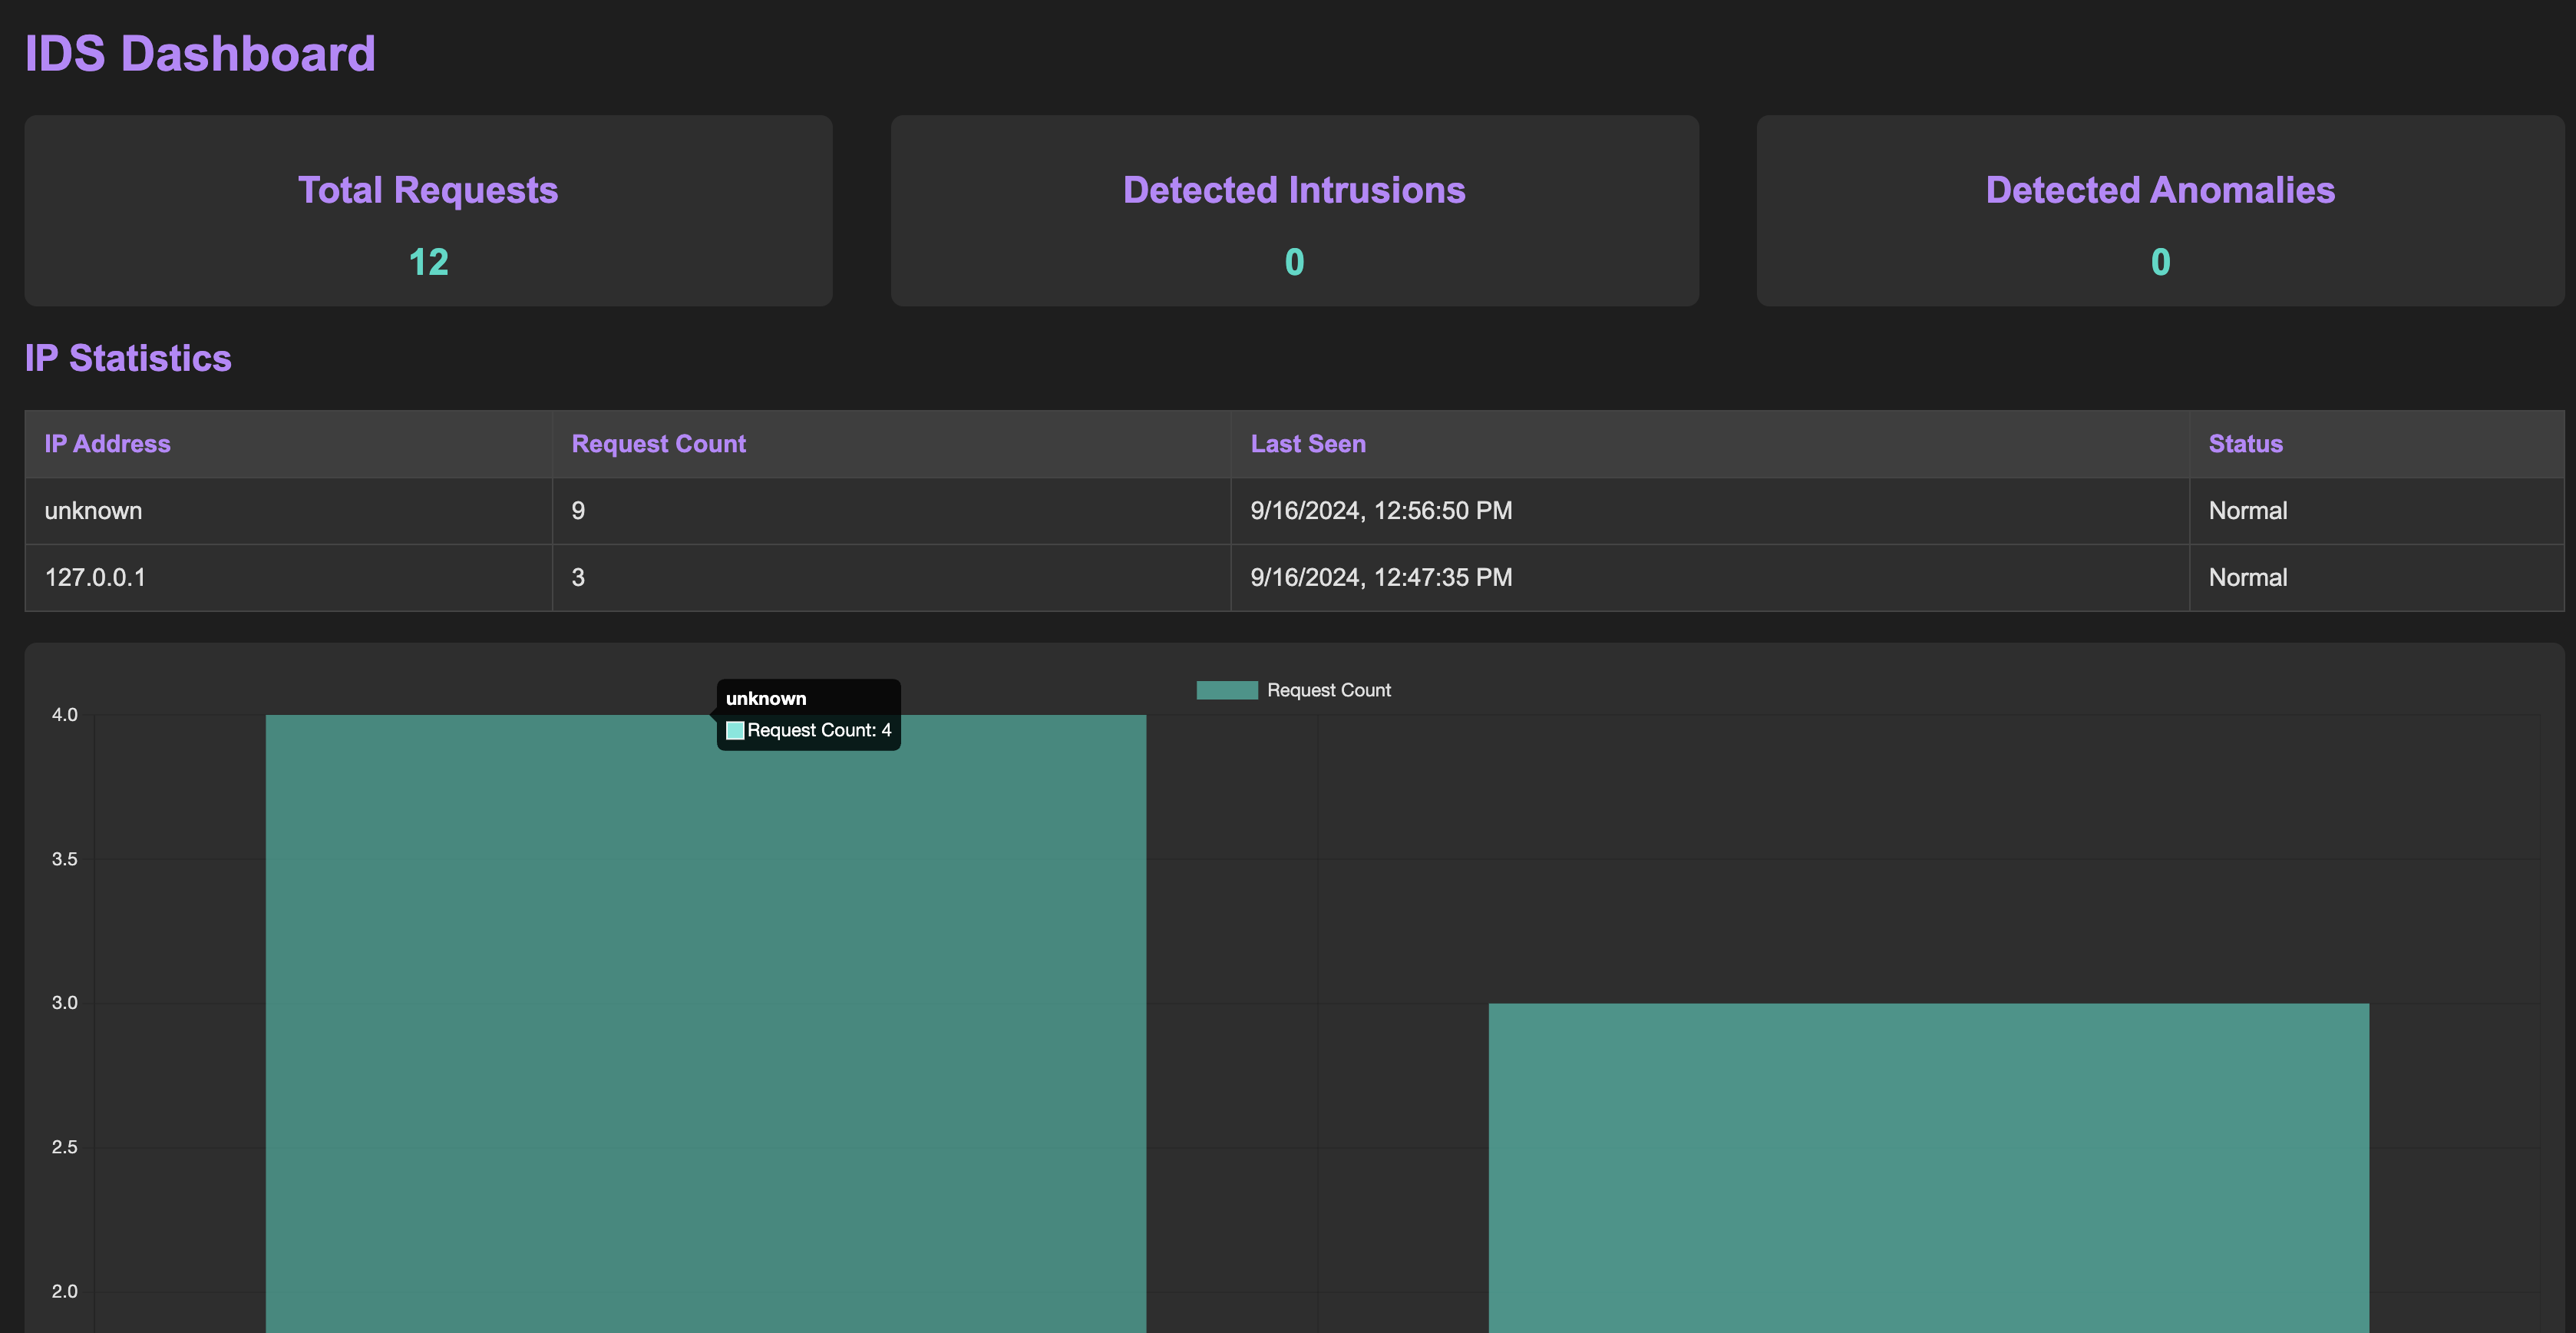 IDS Dashboard
Total Requests
12
Detected Intrusions
0
Detected Anomalies
0
IP Statistics
IP Address Request Count Last Seen Status
unknown 9 9/16/2024, 12:56:50 PM Normal
127.0.0.1 3 9/16/2024, 12:47:35 PM Normal
Request Count
unknown
Request Count: 4
4.0
3.5
3.0
2.5
2.0